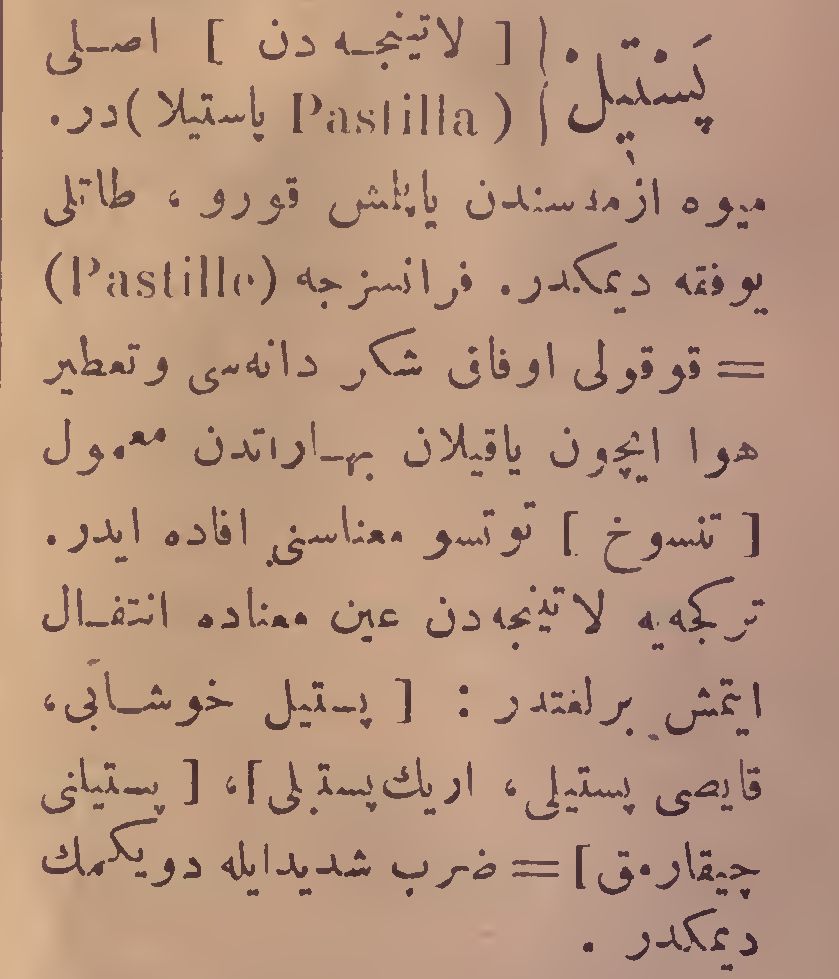 پَسْتِيلْ [ لاتينجه دن ] اصلى
( Pastilla پاستيلا )در.
ميوه ازمه‌سندن ياپلمش قورو ، طاتلى
يوفقه ديمكدر. فرانسزجه (Pastille)
= قوقولى اوفاق شكر دانه‌سى وتعطير
هوا ايچون ياقيلان بهاراتدن معمول
[ تنسوخ ] توتسو معناسنى افاده ايدر.
تركجه‌يه لاتينجه‌دن عين معناده انتقال
ايتمش برلغتدر : [ پستيل خوشابى،
قايصى پستيلى، اريك پستيلى]، [ پستيلنى
چيقارمق] = ضرب شديدايله دويكمك
ديمكدر .